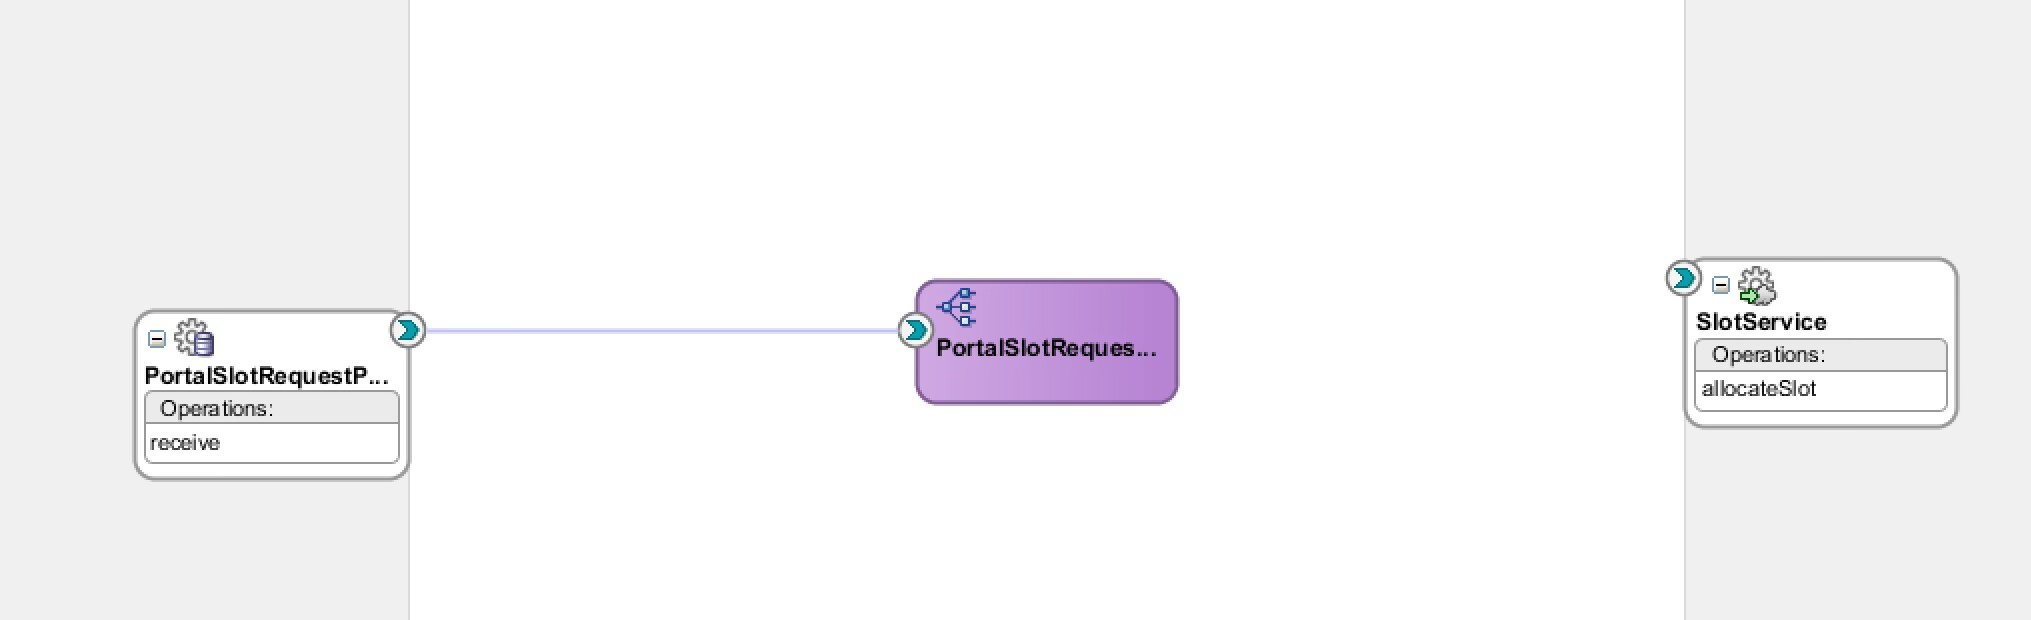 PortalSlotRequestP...
Operations:
receive
PortalSlotReques...
SlotService
Operations:
allocateSlot